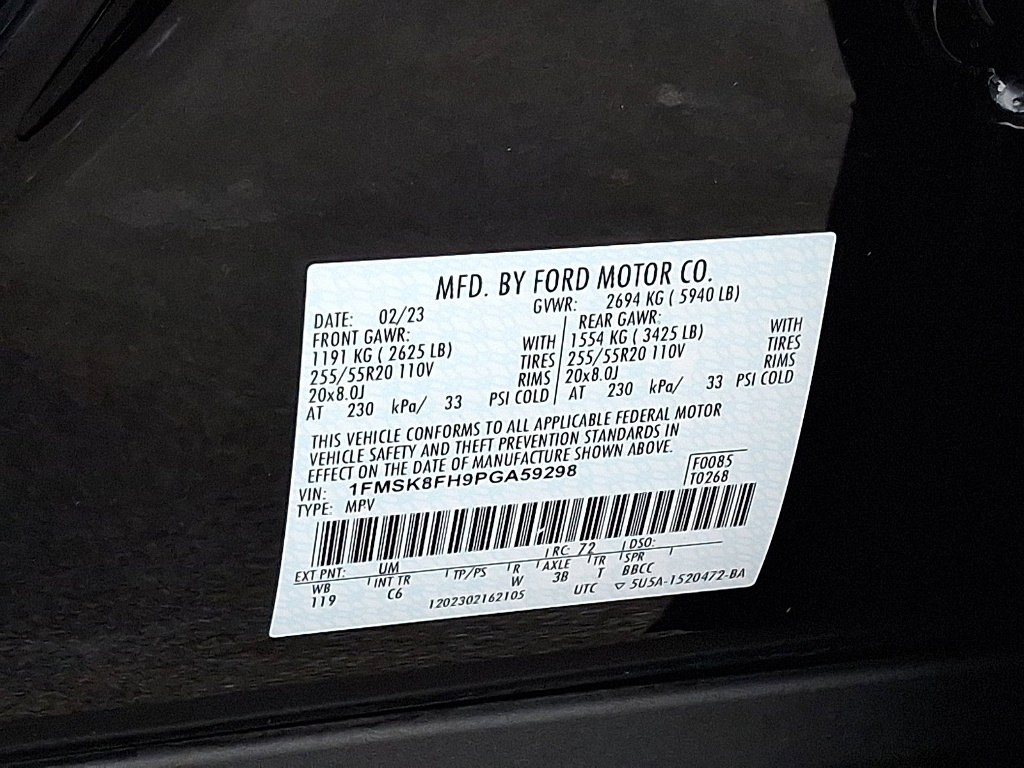 MFD. BY FORD MOTOR CO.
DATE: 02/23 GVWR: 2694 KG ( 5940 LB)
FRONT GAWR: REAR GAWR:
1191 KG ( 2625 LB) WITH 1554 KG ( 3425 LB) WITH
255/55R20 110V TIRES 255/55R20 110V TIRES
20x8.0J RIMS 20x8.0J RIMS
AT 230 kPa/ 33 PSI COLD AT 230 kPa/ 33 PSI COLD
THIS VEHICLE CONFORMS TO ALL APPLICABLE FEDERAL MOTOR
VEHICLE SAFETY AND THEFT PREVENTION STANDARDS IN
EFFECT ON THE DATE OF MANUFACTURE SHOWN ABOVE.
VIN: 1FMSK8FH9PGA59298 F0085
TYPE: MPV T0268
EXT PNT: UM RC: 72 DSO:
WB INT TR TP/PS R AXLE TR SPR
119 C6 W 3B T BBCC
1202302162105 UTC ▽ 5U5A-1520472-BA